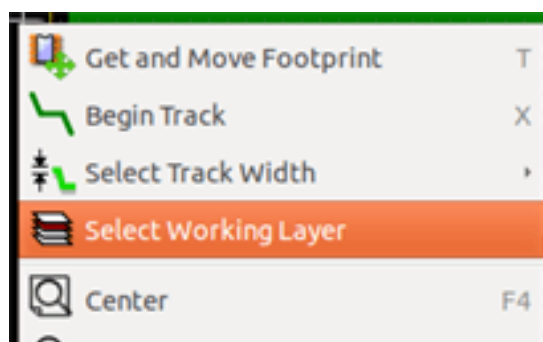 Get and Move Footprint T
Begin Track X
Select Track Width
Select Working Layer
Center F4